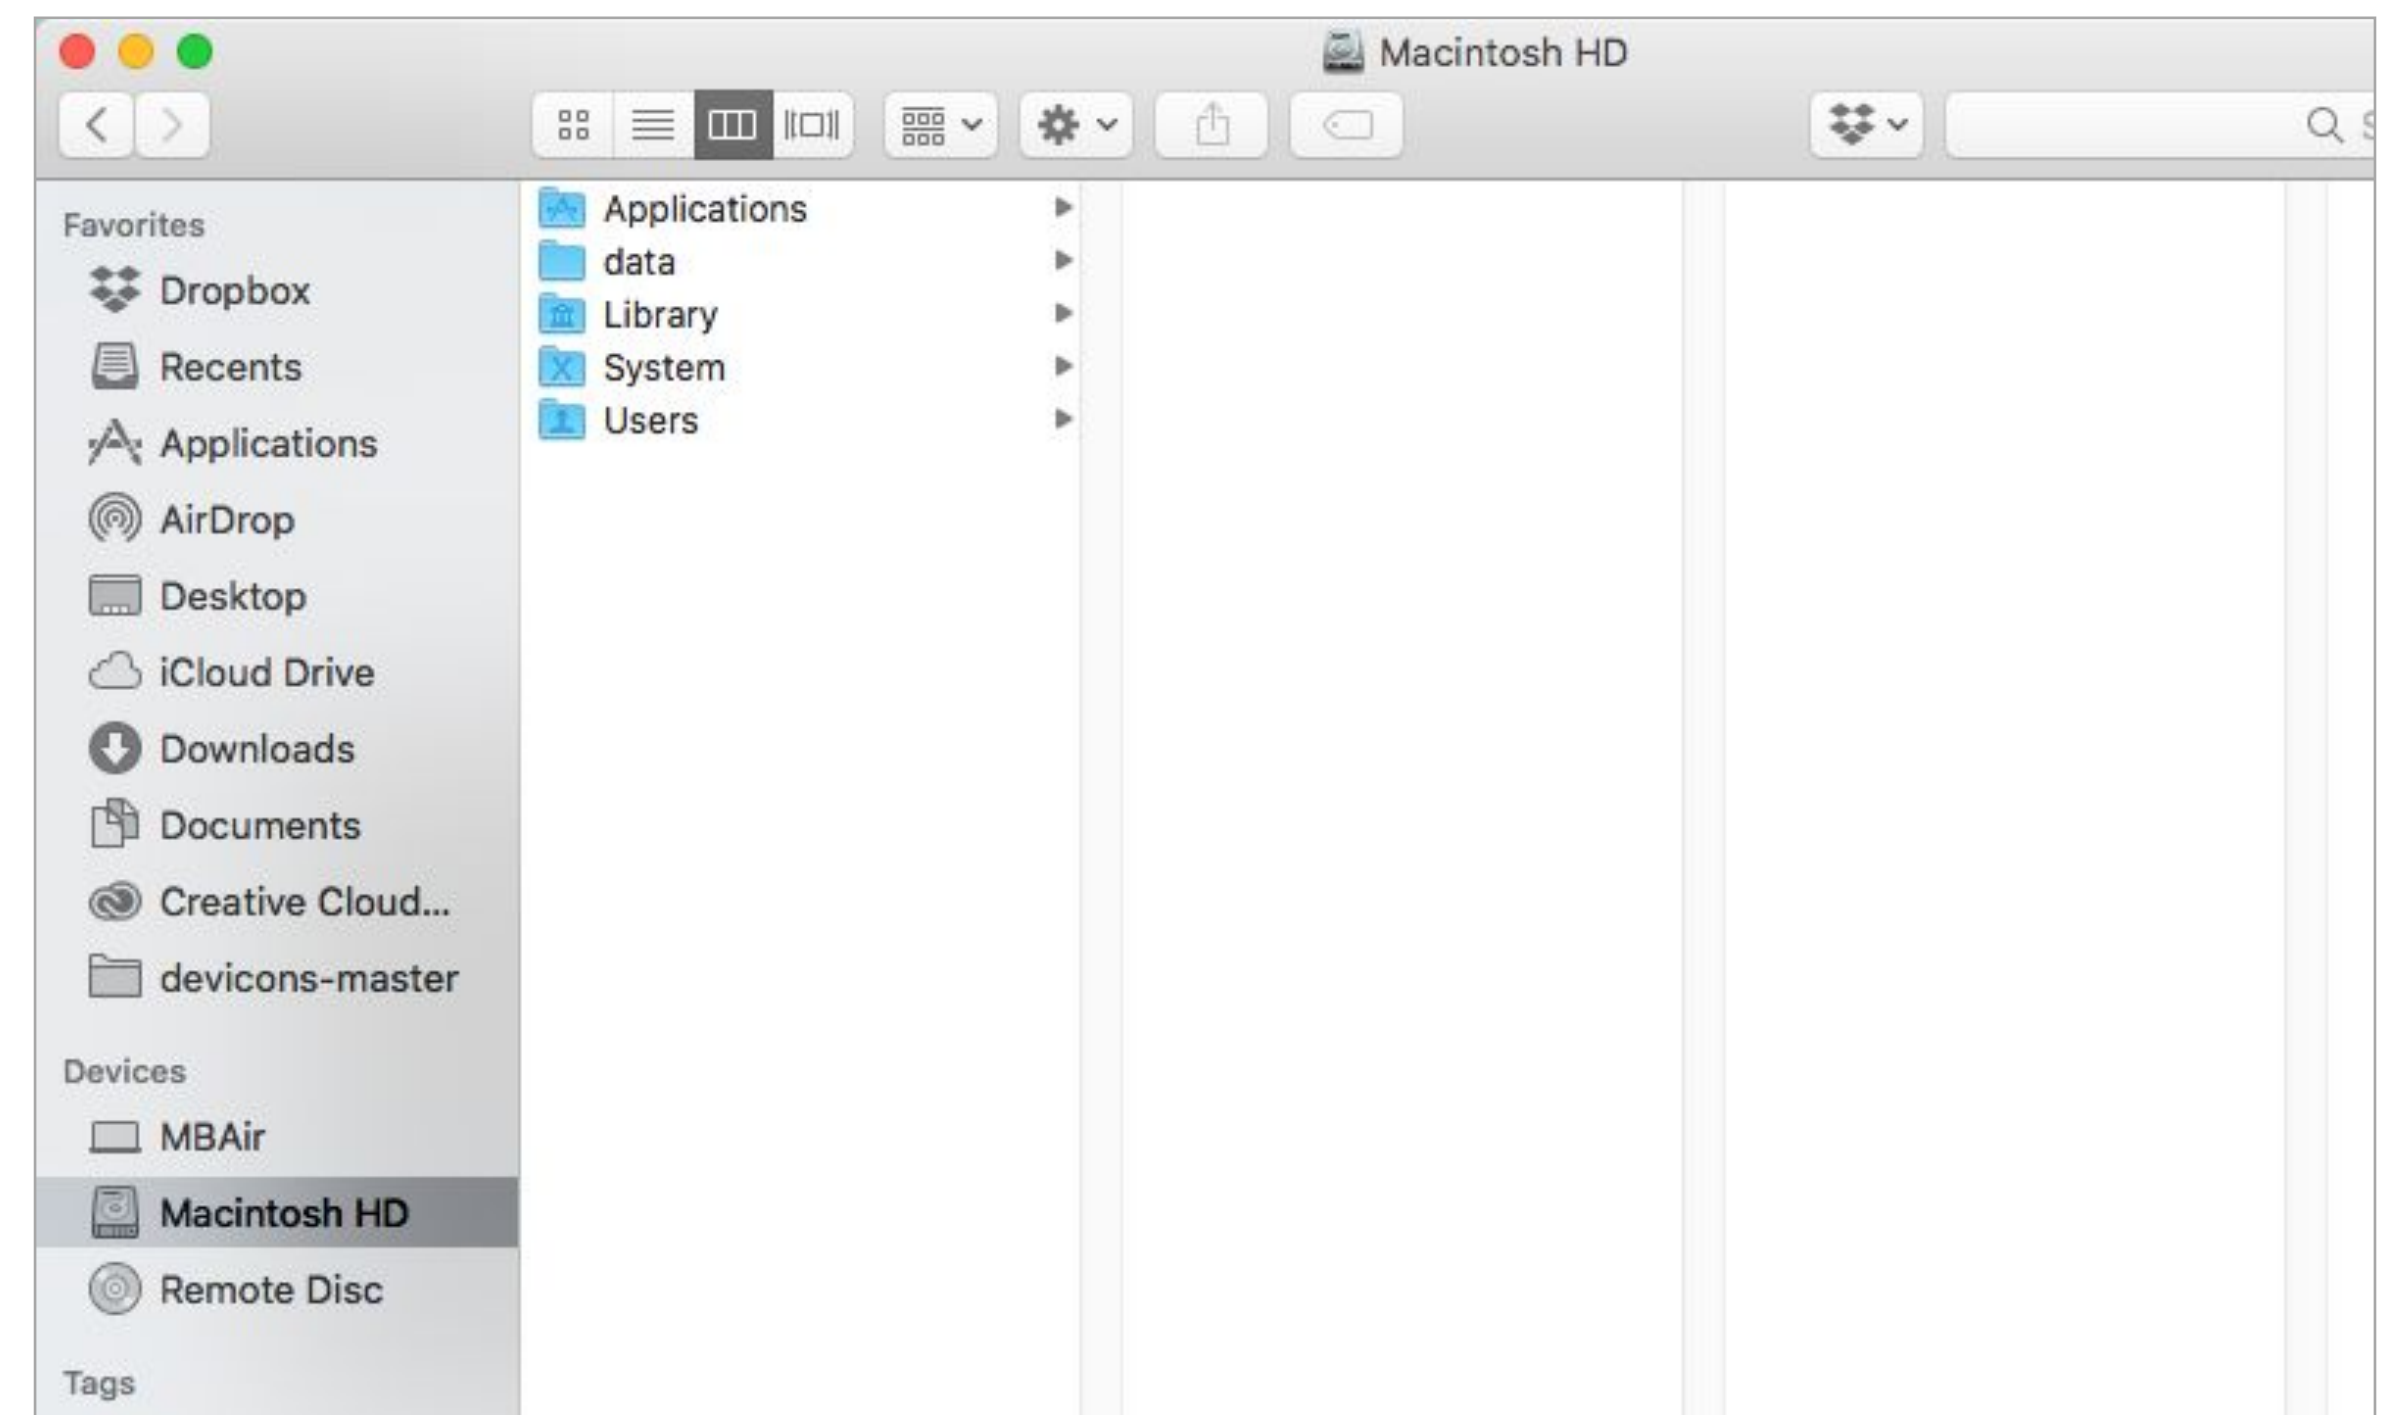 Macintosh HD
Favorites
Dropbox
Recents
Applications
AirDrop
Desktop
iCloud Drive
Downloads
Documents
Creative Cloud...
devicons-master
Devices
MBAir
Macintosh HD
Remote Disc
Tags
Applications
data
Library
System
Users